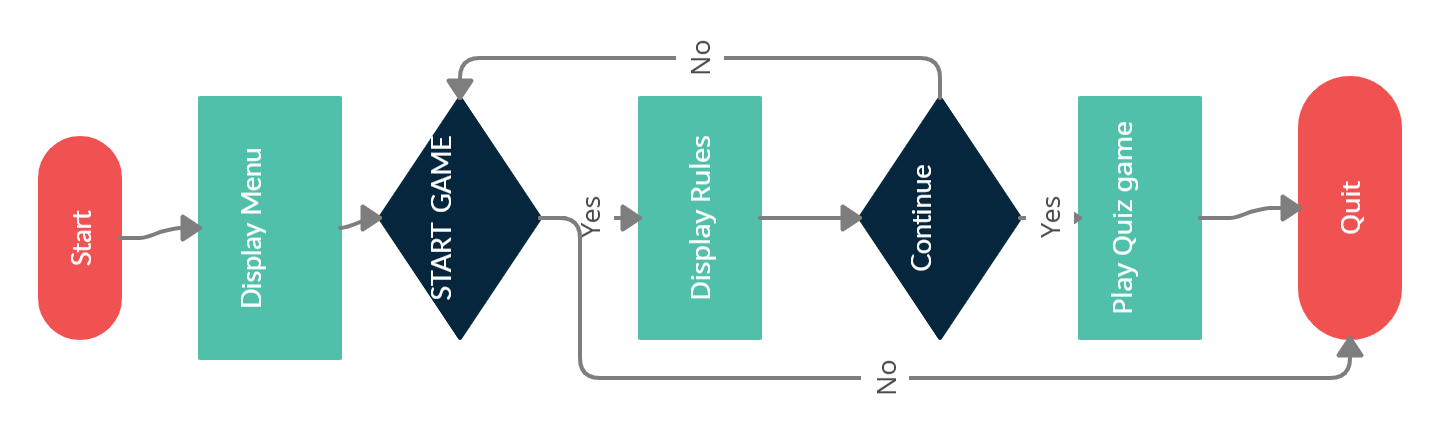 Start
Display Menu
START GAME
Yes
Display Rules
No
Continue
Yes
Play Quiz game
No
Quit